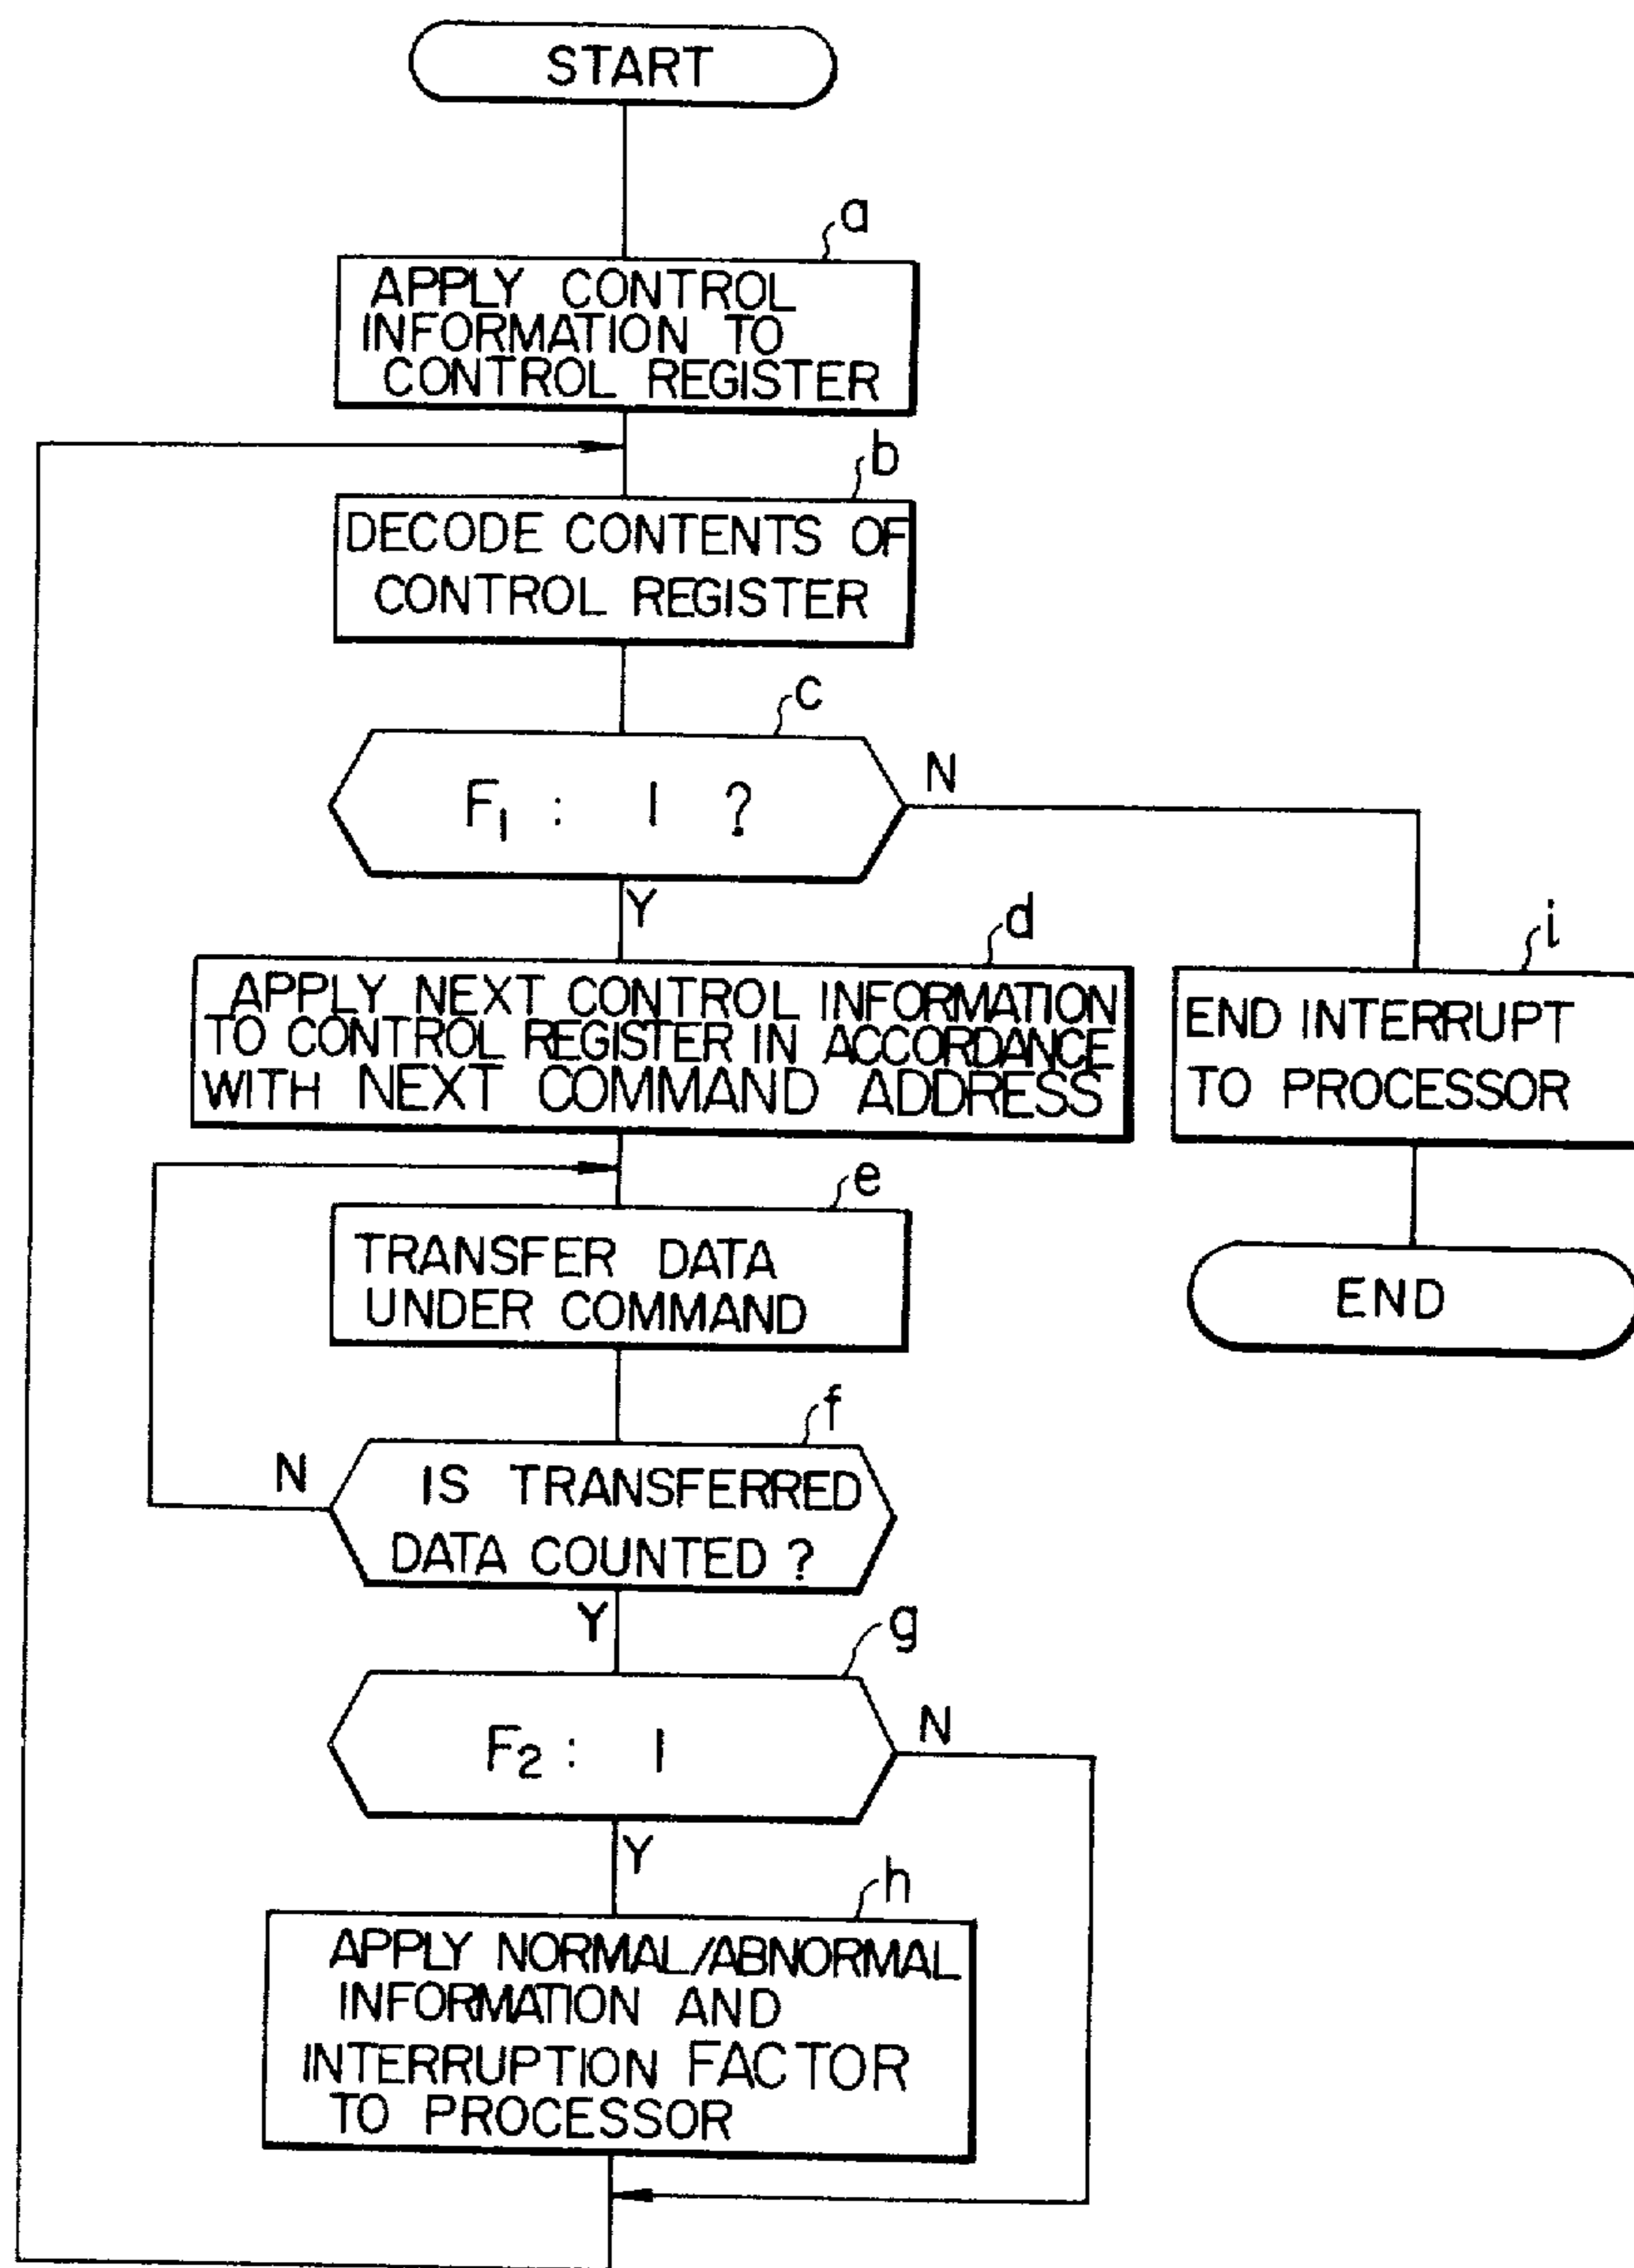 START
a
APPLY CONTROL
INFORMATION TO
CONTROL REGISTER
b
DECODE CONTENTS OF
CONTROL REGISTER
c
F1 : 1 ?
N
Y
d
APPLY NEXT CONTROL INFORMATION
TO CONTROL REGISTER IN ACCORDANCE
WITH NEXT COMMAND ADDRESS
i
END INTERRUPT
TO PROCESSOR
e
TRANSFER DATA
UNDER COMMAND
END
f
N
IS TRANSFERRED
DATA COUNTED ?
Y
g
F2 : 1
N
Y
h
APPLY NORMAL/ABNORMAL
INFORMATION AND
INTERRUPTION FACTOR
TO PROCESSOR